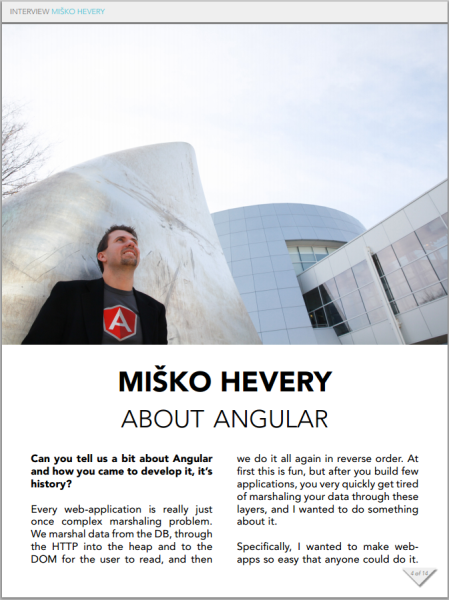 INTERVIEW MIŠKO HEVERY
A
MIŠKO HEVERY
ABOUT ANGULAR
Can you tell us a bit about Angular
and how you came to develop it, it's
history?
Every web-application is really just
once complex marshaling problem.
We marshal data from the DB, through
the HTTP into the heap and to the
DOM for the user to read, and then
we do it all again in reverse order. At
first this is fun, but after you build few
applications, you very quickly get tired
of marshaling your data through these
layers, and I wanted to do something
about it.
Specifically, I wanted to make web-
apps so easy that anyone could do it.